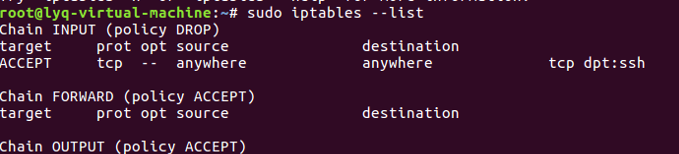 root@lyq-virtual-machine:~# sudo iptables --list
Chain INPUT (policy DROP)
target prot opt source destination
ACCEPT tcp -- anywhere anywhere tcp dpt:ssh
Chain FORWARD (policy ACCEPT)
target prot opt source destination
Chain OUTPUT (policy ACCEPT)